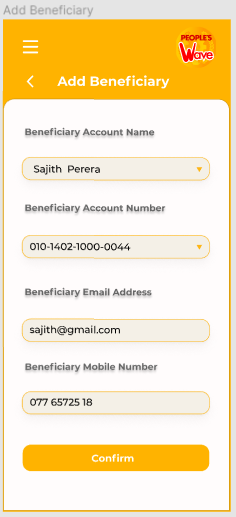 Add Beneficiary
PEOPLE'S
Wave
Add Beneficiary
Beneficiary Account Name
Sajith Perera
Beneficiary Account Number
010-1402-1000-0044
Beneficiary Email Address
sajith@gmail.com
Beneficiary Mobile Number
077 65725 18
Confirm